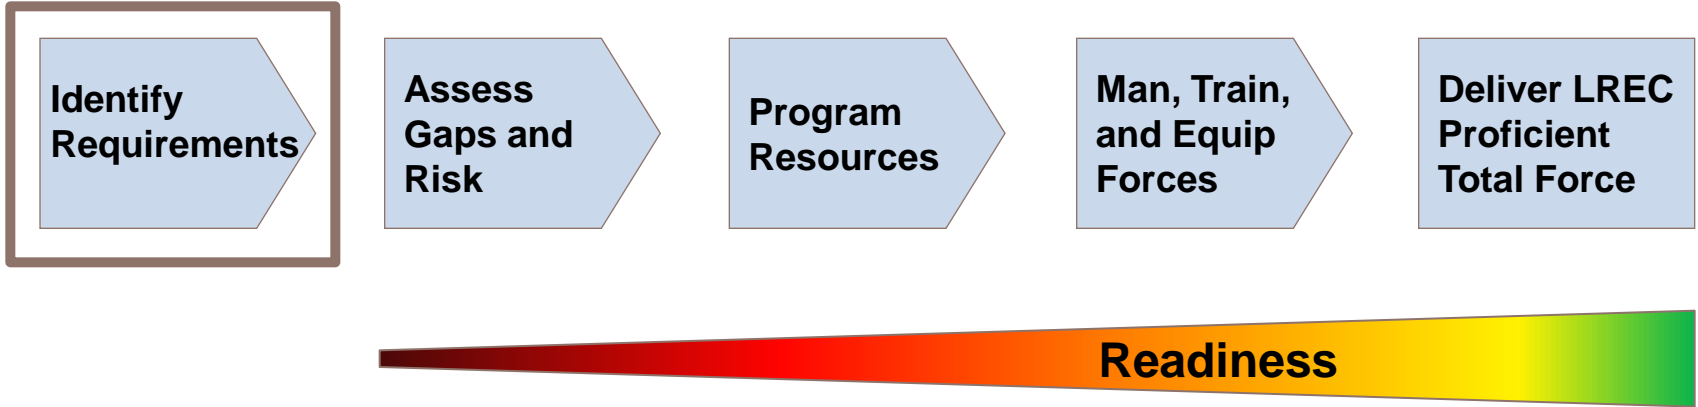 Identify
Requirements
Assess
Gaps and
Risk
Program
Resources
Man, Train,
and Equip
Forces
Deliver LREC
Proficient
Total Force
Readiness